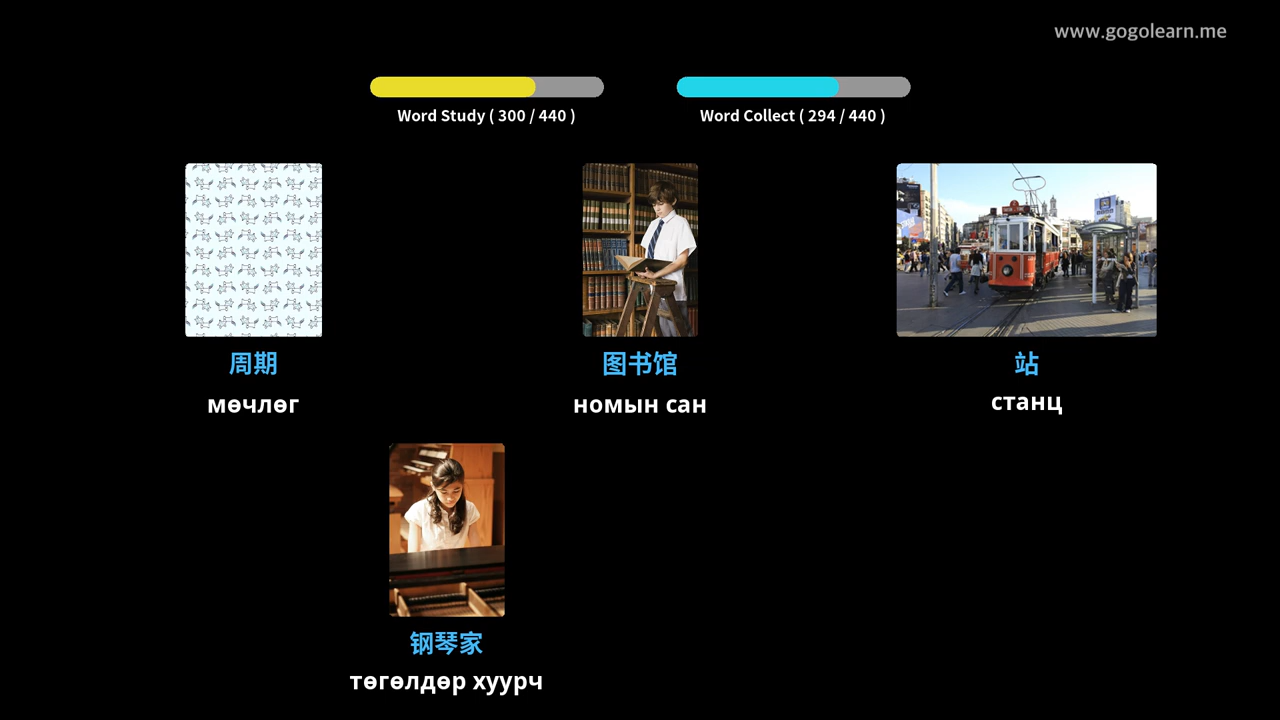 www.gogolearn.me
Word Study ( 300 / 440 )
Word Collect ( 294 / 440 )
周期
图书馆
站
мөчлөг
номын сан
станц
钢琴家
төгөлдөр хуурч